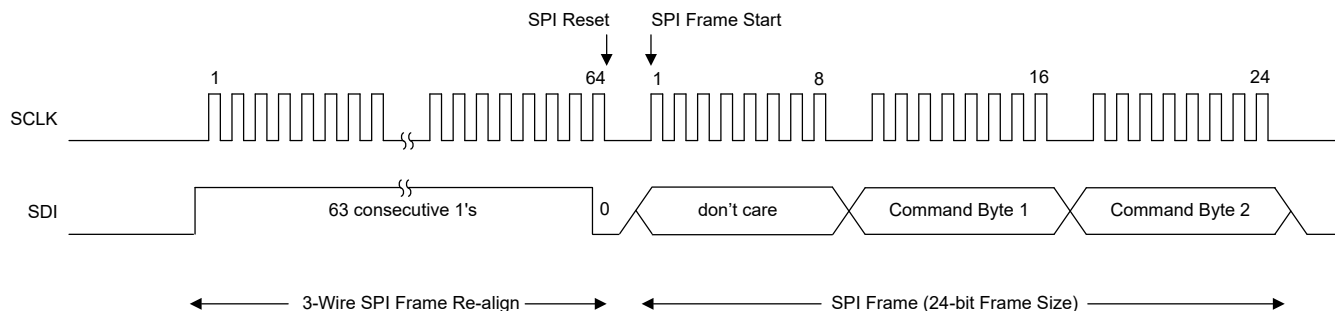 SPI Reset SPI Frame Start
1 64 1 8 16 24
SCLK
SDI 63 consecutive 1's 0 don’t care Command Byte 1 Command Byte 2
3-Wire SPI Frame Re-align SPI Frame (24-bit Frame Size)